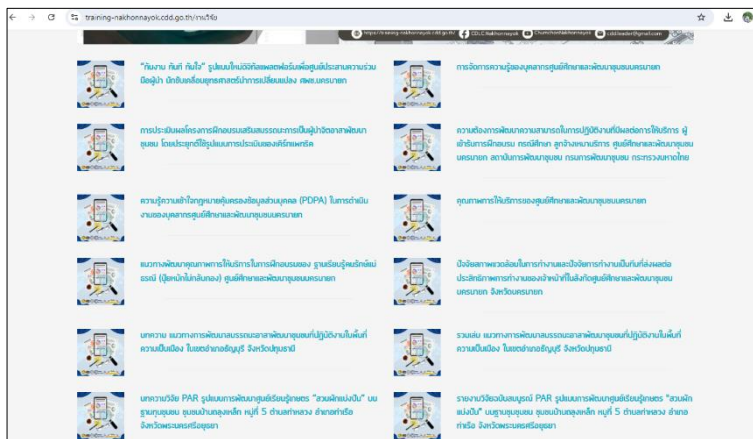 training-nakhonnayok.cdd.go.th/งานวิจัย
https://training-nakhonnayok.cdd.go.th/ CDLC.Nakhonnayok ChumchonNakhonnayok cdd.leader@gmail.com
"ทีมงาน ทันที ทันใจ" รูปแบบใหม่ดิจิทัลแพลตฟอร์มเพื่อศูนย์ประสานความร่วม
มือผู้นำ นักขับเคลื่อนยุทธศาสตร์นำการเปลี่ยนแปลง ศพช.นครนายก
การจัดการความรู้ของบุคลากรศูนย์ศึกษาและพัฒนาชุมชนนครนายก
การประเมินผลโครงการฝึกอบรมเสริมสมรรถนะการเป็นผู้นำจิตอาสาพัฒนา
ชุมชน โดยประยุกต์ใช้รูปแบบการประเมินของเคิร์กแพทริค
ความต้องการพัฒนาความสามารถในการปฏิบัติงานที่มีผลต่อการให้บริการ ผู้
เข้ารับการฝึกอบรม กรณีศึกษา ลูกจ้างเหมาบริการ ศูนย์ศึกษาและพัฒนาชุมชน
นครนายก สถาบันการพัฒนาชุมชน กรมการพัฒนาชุมชน กระทรวงมหาดไทย
ความรู้ความเข้าใจกฎหมายคุ้มครองข้อมูลส่วนบุคคล (PDPA) ในการดำเนิน
งานของบุคลากรศูนย์ศึกษาและพัฒนาชุมชนนครนายก
คุณภาพการให้บริการของศูนย์ศึกษาและพัฒนาชุมชนนครนายก
แนวทางพัฒนาคุณภาพการให้บริการในการฝึกอบรมของ ฐานเรียนรู้คนรักษ์แม่
ธรณี (ปุ๋ยหมักไม่กลับกอง) ศูนย์ศึกษาและพัฒนาชุมชนนครนายก
ปัจจัยสภาพแวดล้อมในการทำงานและปัจจัยการทำงานเป็นทีมที่ส่งผลต่อ
ประสิทธิภาพการทำงานของเจ้าหน้าที่ในสังกัดศูนย์ศึกษาและพัฒนาชุมชน
นครนายก จังหวัดนครนายก
บทความ แนวทางการพัฒนาสมรรถนะอาสาพัฒนาชุมชนที่ปฏิบัติงานในพื้นที่
ความเป็นเมือง ในเขตอำเภอธัญบุรี จังหวัดปทุมธานี
รวมเล่ม แนวทางการพัฒนาสมรรถนะอาสาพัฒนาชุมชนที่ปฏิบัติงานในพื้นที่
ความเป็นเมือง ในเขตอำเภอธัญบุรี จังหวัดปทุมธานี
บทความวิจัย PAR รูปแบบการพัฒนาศูนย์เรียนรู้เกษตร "สวนผักแบ่งปัน" บน
ฐานทุนชุมชน ชุมชนบ้านถลุงเหล็ก หมู่ที่ 5 ตำบลท่าหลวง อำเภอท่าเรือ
จังหวัดพระนครศรีอยุธยา
รายงานวิจัยฉบับสมบูรณ์ PAR รูปแบบการพัฒนาศูนย์เรียนรู้เกษตร "สวนผัก
แบ่งปัน" บนฐานทุนชุมชน ชุมชนบ้านถลุงเหล็ก หมู่ที่ 5 ตำบลท่าหลวง อำเภอ
ท่าเรือ จังหวัดพระนครศรีอยุธยา